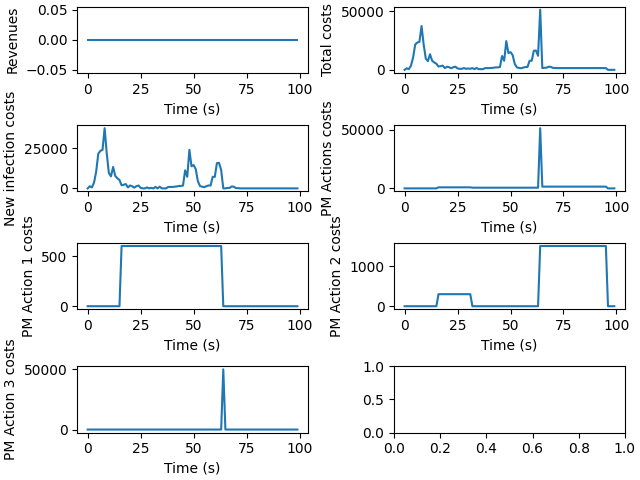 Revenues
0.05
0.00
−0.05
0 25 50 75 100
Time (s)
Total costs
50000
0
0 25 50 75 100
Time (s)
New infection costs
25000
0
0 25 50 75 100
Time (s)
PM Actions costs
50000
0
0 25 50 75 100
Time (s)
PM Action 1 costs
500
0
0 25 50 75 100
Time (s)
PM Action 2 costs
1000
0
0 25 50 75 100
Time (s)
PM Action 3 costs
50000
0
0 25 50 75 100
Time (s)
1.0
0.5
0.0
0.0 0.2 0.4 0.6 0.8 1.0